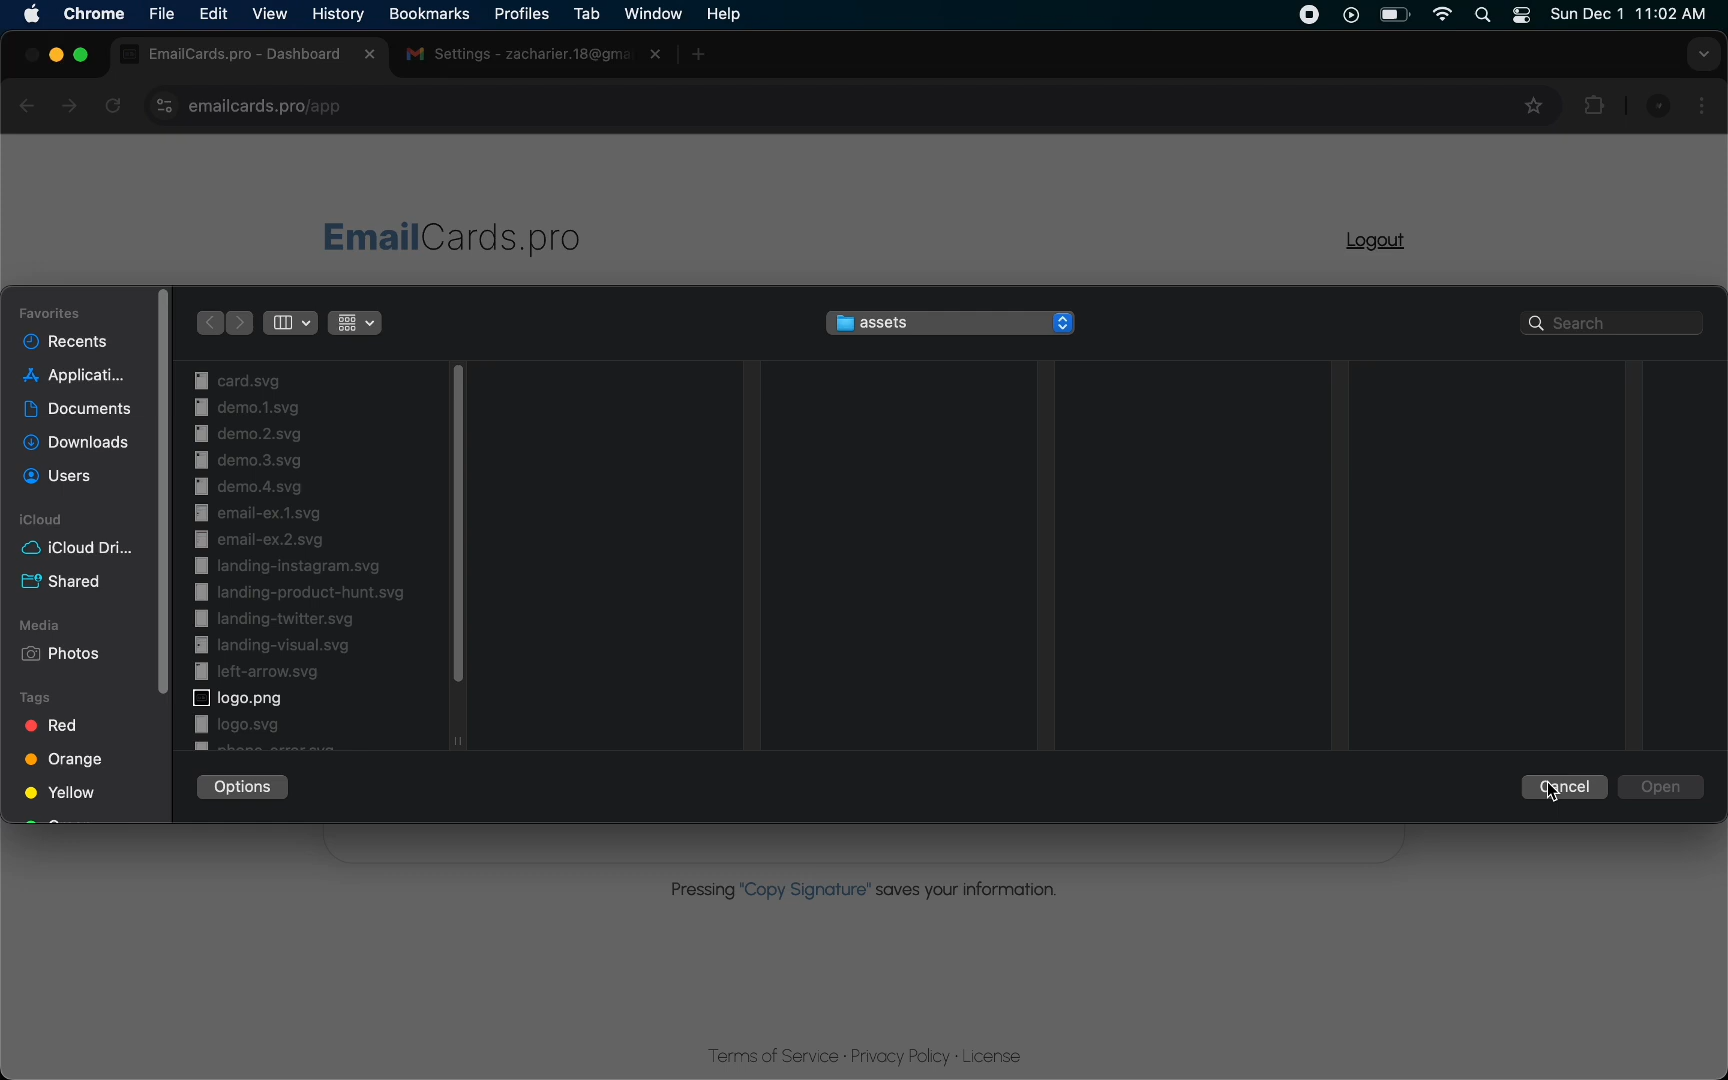 Chrome File Edit View History Bookmarks Profiles Tab Window Help Sun Dec 1 11:02 AM
EmailCards.pro - Dashboard Settings - zacharier.18@gma
emailcards.pro/app
EmailCards.pro
Logout
Favorites
Recents
Applicati...
Documents
Downloads
Users
iCloud
iCloud Dri...
Shared
Media
Photos
Tags
Red
Orange
Yellow
assets
Search
card.svg
demo.1.svg
demo.2.svg
demo.3.svg
demo.4.svg
email-ex.1.svg
email-ex.2.svg
landing-instagram.svg
landing-product-hunt.svg
landing-twitter.svg
landing-visual.svg
left-arrow.svg
logo.png
logo.svg
Options
Cancel
Open
Pressing "Copy Signature" saves your information.
Terms of Service · Privacy Policy · License